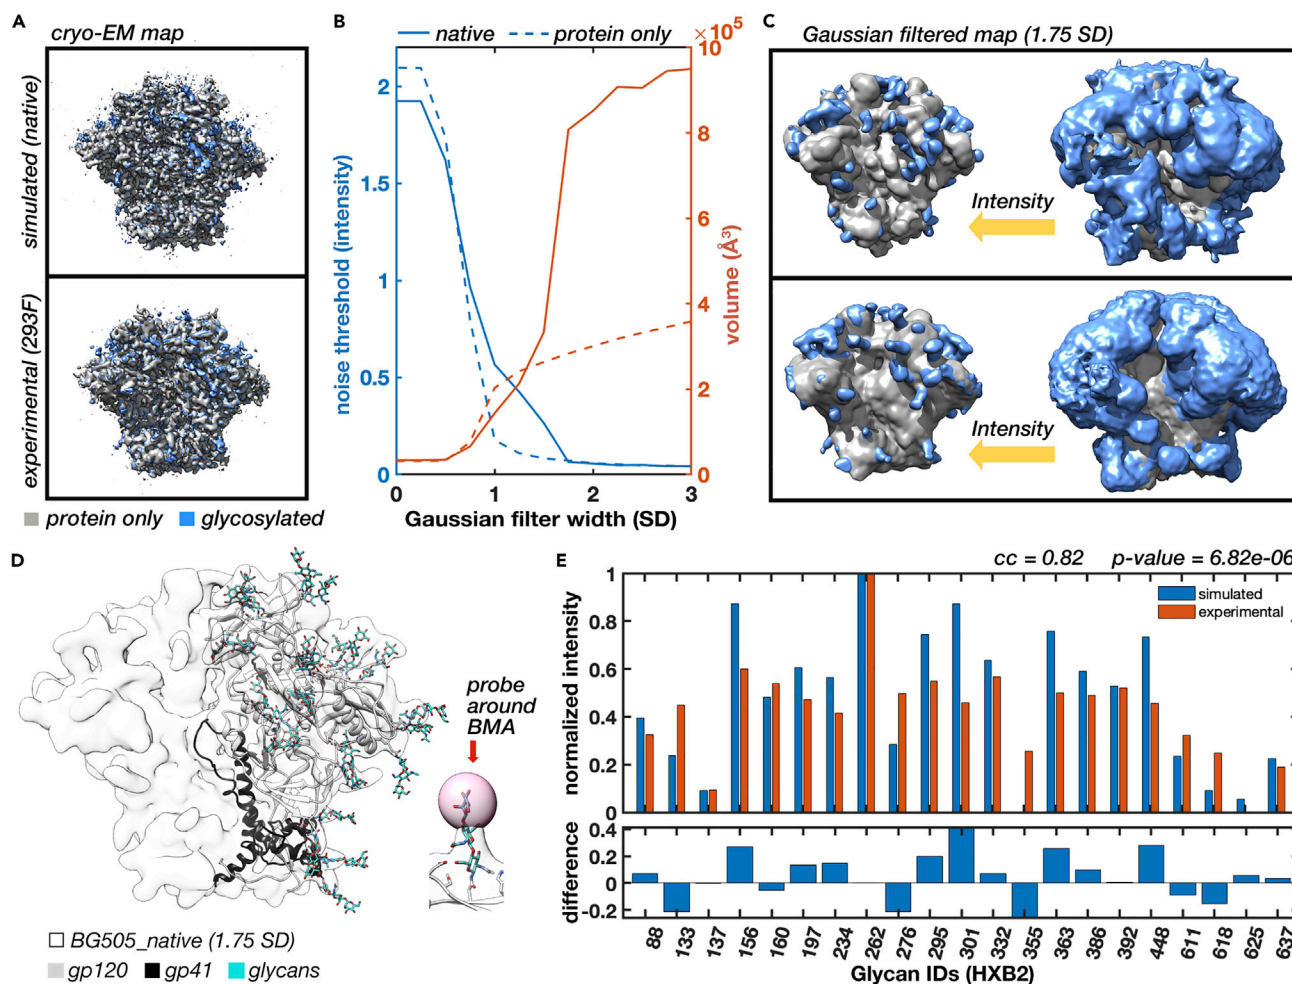 A
cryo-EM map
simulated (native)
experimental (293F)
protein only
glycosylated
B
native
protein only
× 10⁵
noise threshold (intensity)
2
1.5
1
0.5
0
volume (Å³)
10
8
6
4
2
0
0
1
2
3
Gaussian filter width (SD)
C
Gaussian filtered map (1.75 SD)
Intensity
Intensity
D
probe
around
BMA
BG505_native (1.75 SD)
gp120
gp41
glycans
E
cc = 0.82 p-value = 6.82e-06
normalized intensity
1
0.8
0.6
0.4
0.2
0
simulated
experimental
difference
0.4
0.2
0
-0.2
88 133 137 156 160 197 234 262 276 295 301 332 355 363 386 392 448 611 618 625 637
Glycan IDs (HXB2)